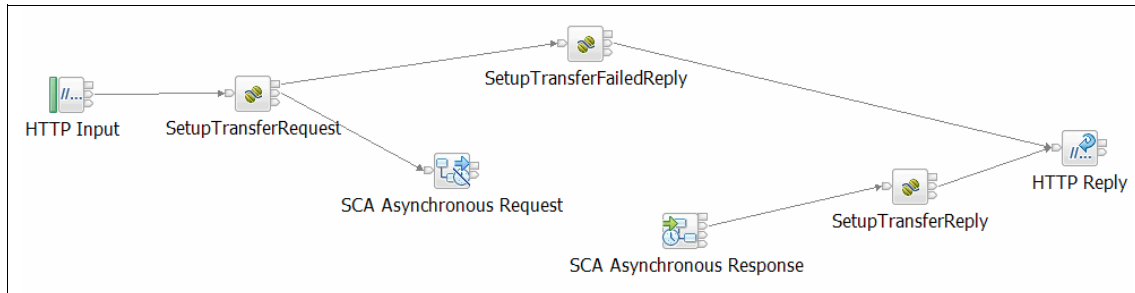 SetupTransferFailedReply
//...
HTTP Input
SetupTransferRequest
//...
HTTP Reply
SCA Asynchronous Request
SetupTransferReply
SCA Asynchronous Response